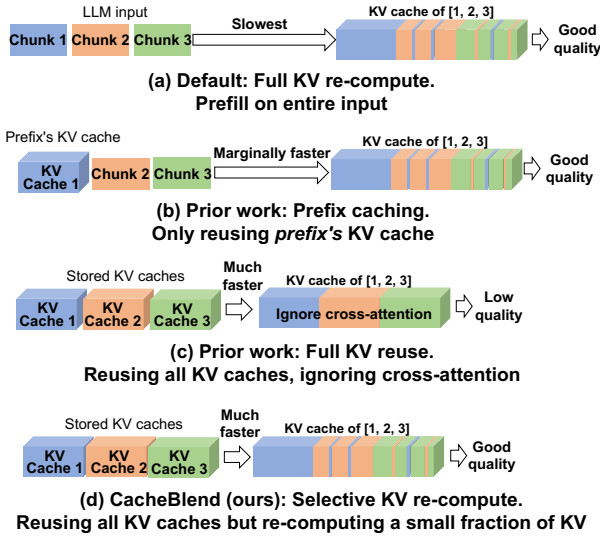 LLM input
Chunk 1 Chunk 2 Chunk 3
Slowest
KV cache of [1, 2, 3]
Good
quality
(a) Default: Full KV re-compute.
Prefill on entire input
Prefix's KV cache
KV
Cache 1
Chunk 2 Chunk 3
Marginally faster
KV cache of [1, 2, 3]
Good
quality
(b) Prior work: Prefix caching.
Only reusing prefix's KV cache
Stored KV caches
KV
Cache 1
KV
Cache 2
KV
Cache 3
Much
faster
KV cache of [1, 2, 3]
Ignore cross-attention
Low
quality
(c) Prior work: Full KV reuse.
Reusing all KV caches, ignoring cross-attention
Stored KV caches
KV
Cache 1
KV
Cache 2
KV
Cache 3
Much
faster
KV cache of [1, 2, 3]
Good
quality
(d) CacheBlend (ours): Selective KV re-compute.
Reusing all KV caches but re-computing a small fraction of KV